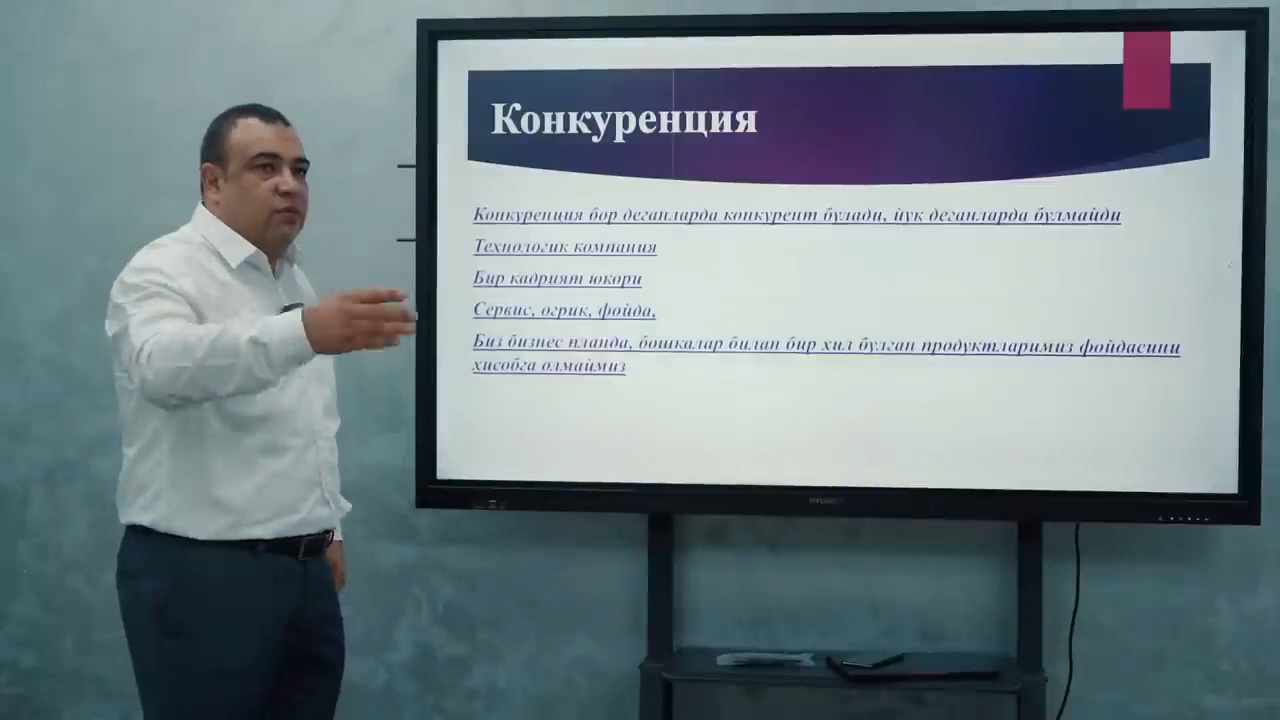 Конкуренция
Конкуренция бор деганларда конкурент булади, йук деганларда булмайди
Технологик компания
Бир кадрият юкори
Сервис, огрик, фойда,
Биз бизнес планда, бошкалар билан бир хил булган продуктларимиз фойдасини
хисобга олмаймиз